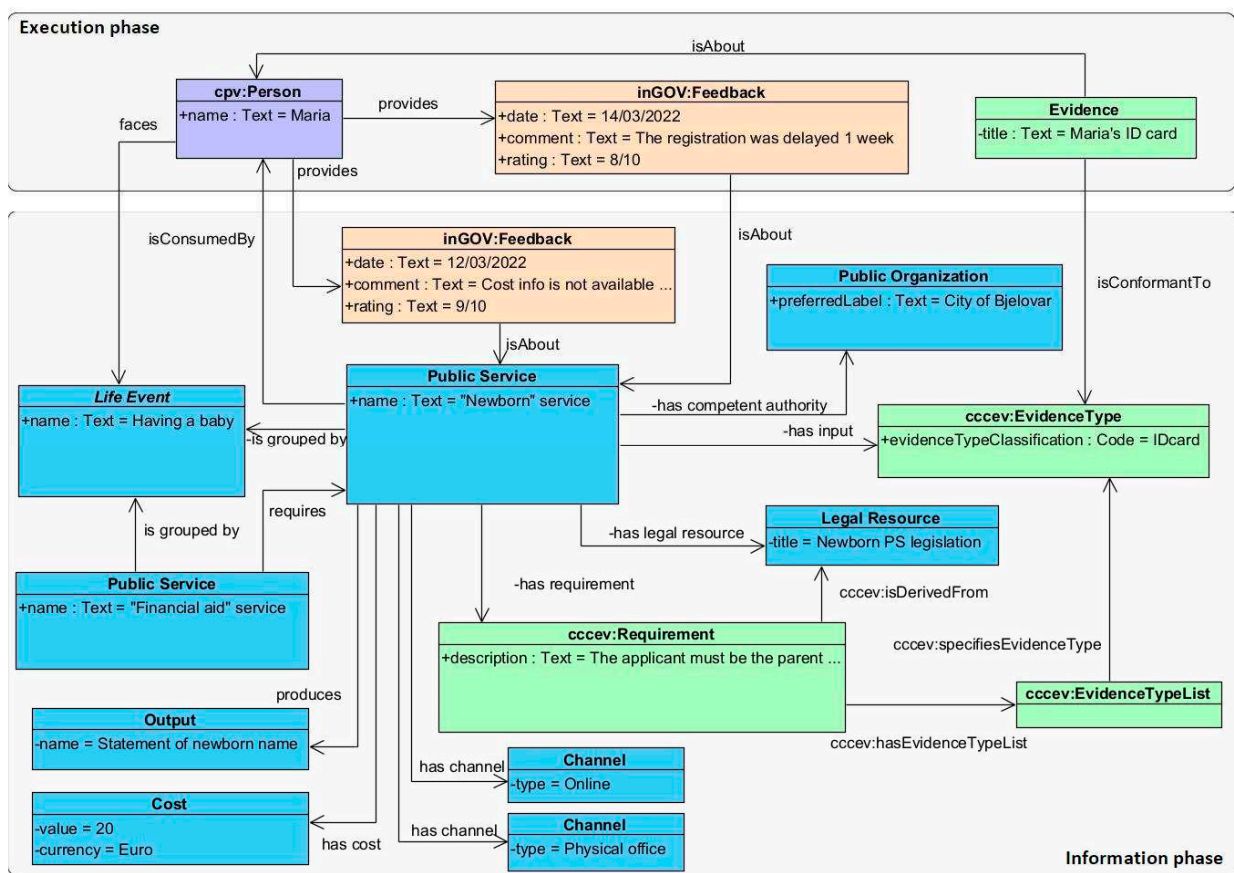 Execution phase
isAbout
cpv:Person
+name : Text = Maria
provides
inGOV:Feedback
+date : Text = 14/03/2022
+comment : Text = The registration was delayed 1 week
+rating : Text = 8/10
Evidence
-title : Text = Maria's ID card
faces
provides
isConsumedBy
inGOV:Feedback
+date : Text = 12/03/2022
+comment : Text = Cost info is not available ...
+rating : Text = 9/10
isAbout
isAbout
Public Organization
+preferredLabel : Text = City of Bjelovar
isConformantTo
Public Service
+name : Text = "Newborn" service
Life Event
+name : Text = Having a baby
-is grouped by
-has competent authority
-has input
cccev:EvidenceType
+evidenceTypeClassification : Code = IDcard
is grouped by
requires
-has legal resource
Legal Resource
-title = Newborn PS legislation
Public Service
+name : Text = "Financial aid" service
-has requirement
cccev:isDerivedFrom
cccev:Requirement
+description : Text = The applicant must be the parent ...
cccev:specifiesEvidenceType
cccev:EvidenceTypeList
cccev:hasEvidenceTypeList
produces
Output
-name = Statement of newborn name
has channel
Channel
-type = Online
Cost
-value = 20
-currency = Euro
has cost
has channel
Channel
-type = Physical office
Information phase